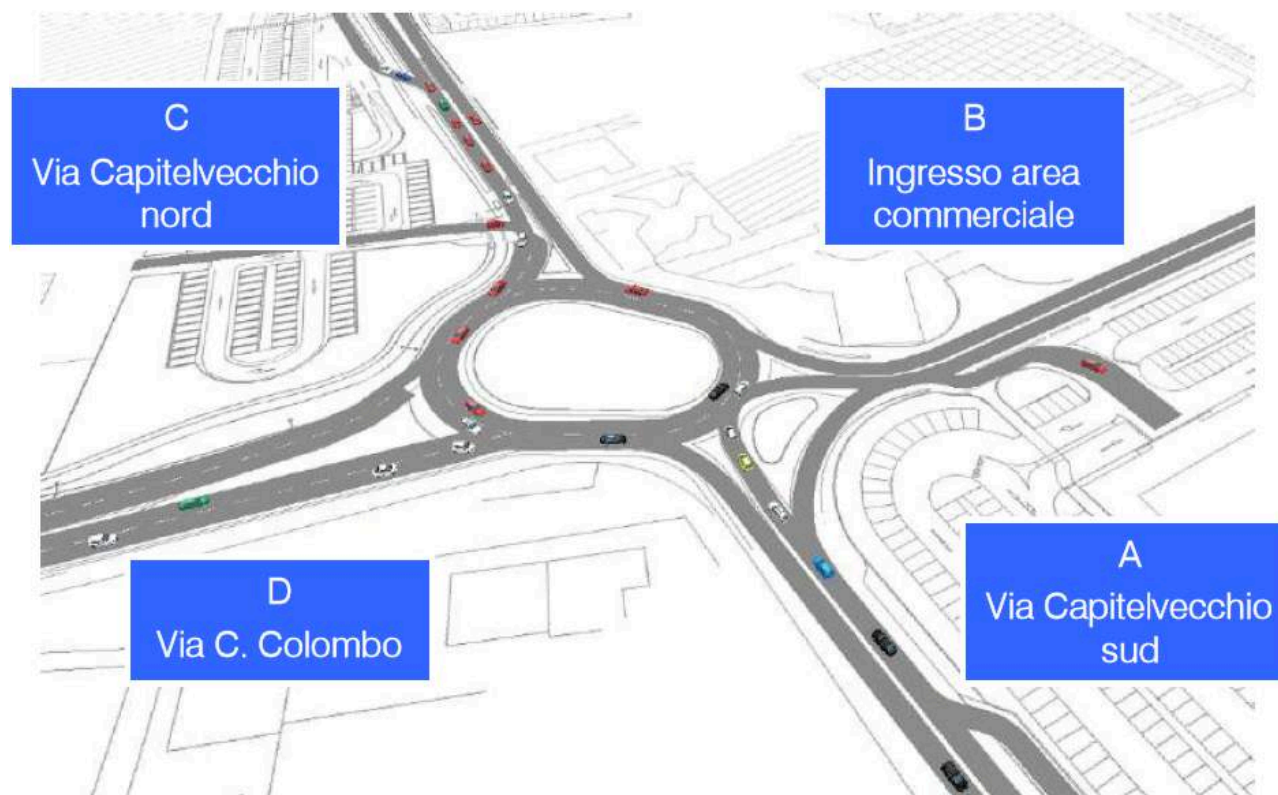 C
Via Capitelvecchio
nord
B
Ingresso area
commerciale
D
Via C. Colombo
A
Via Capitelvecchio
sud